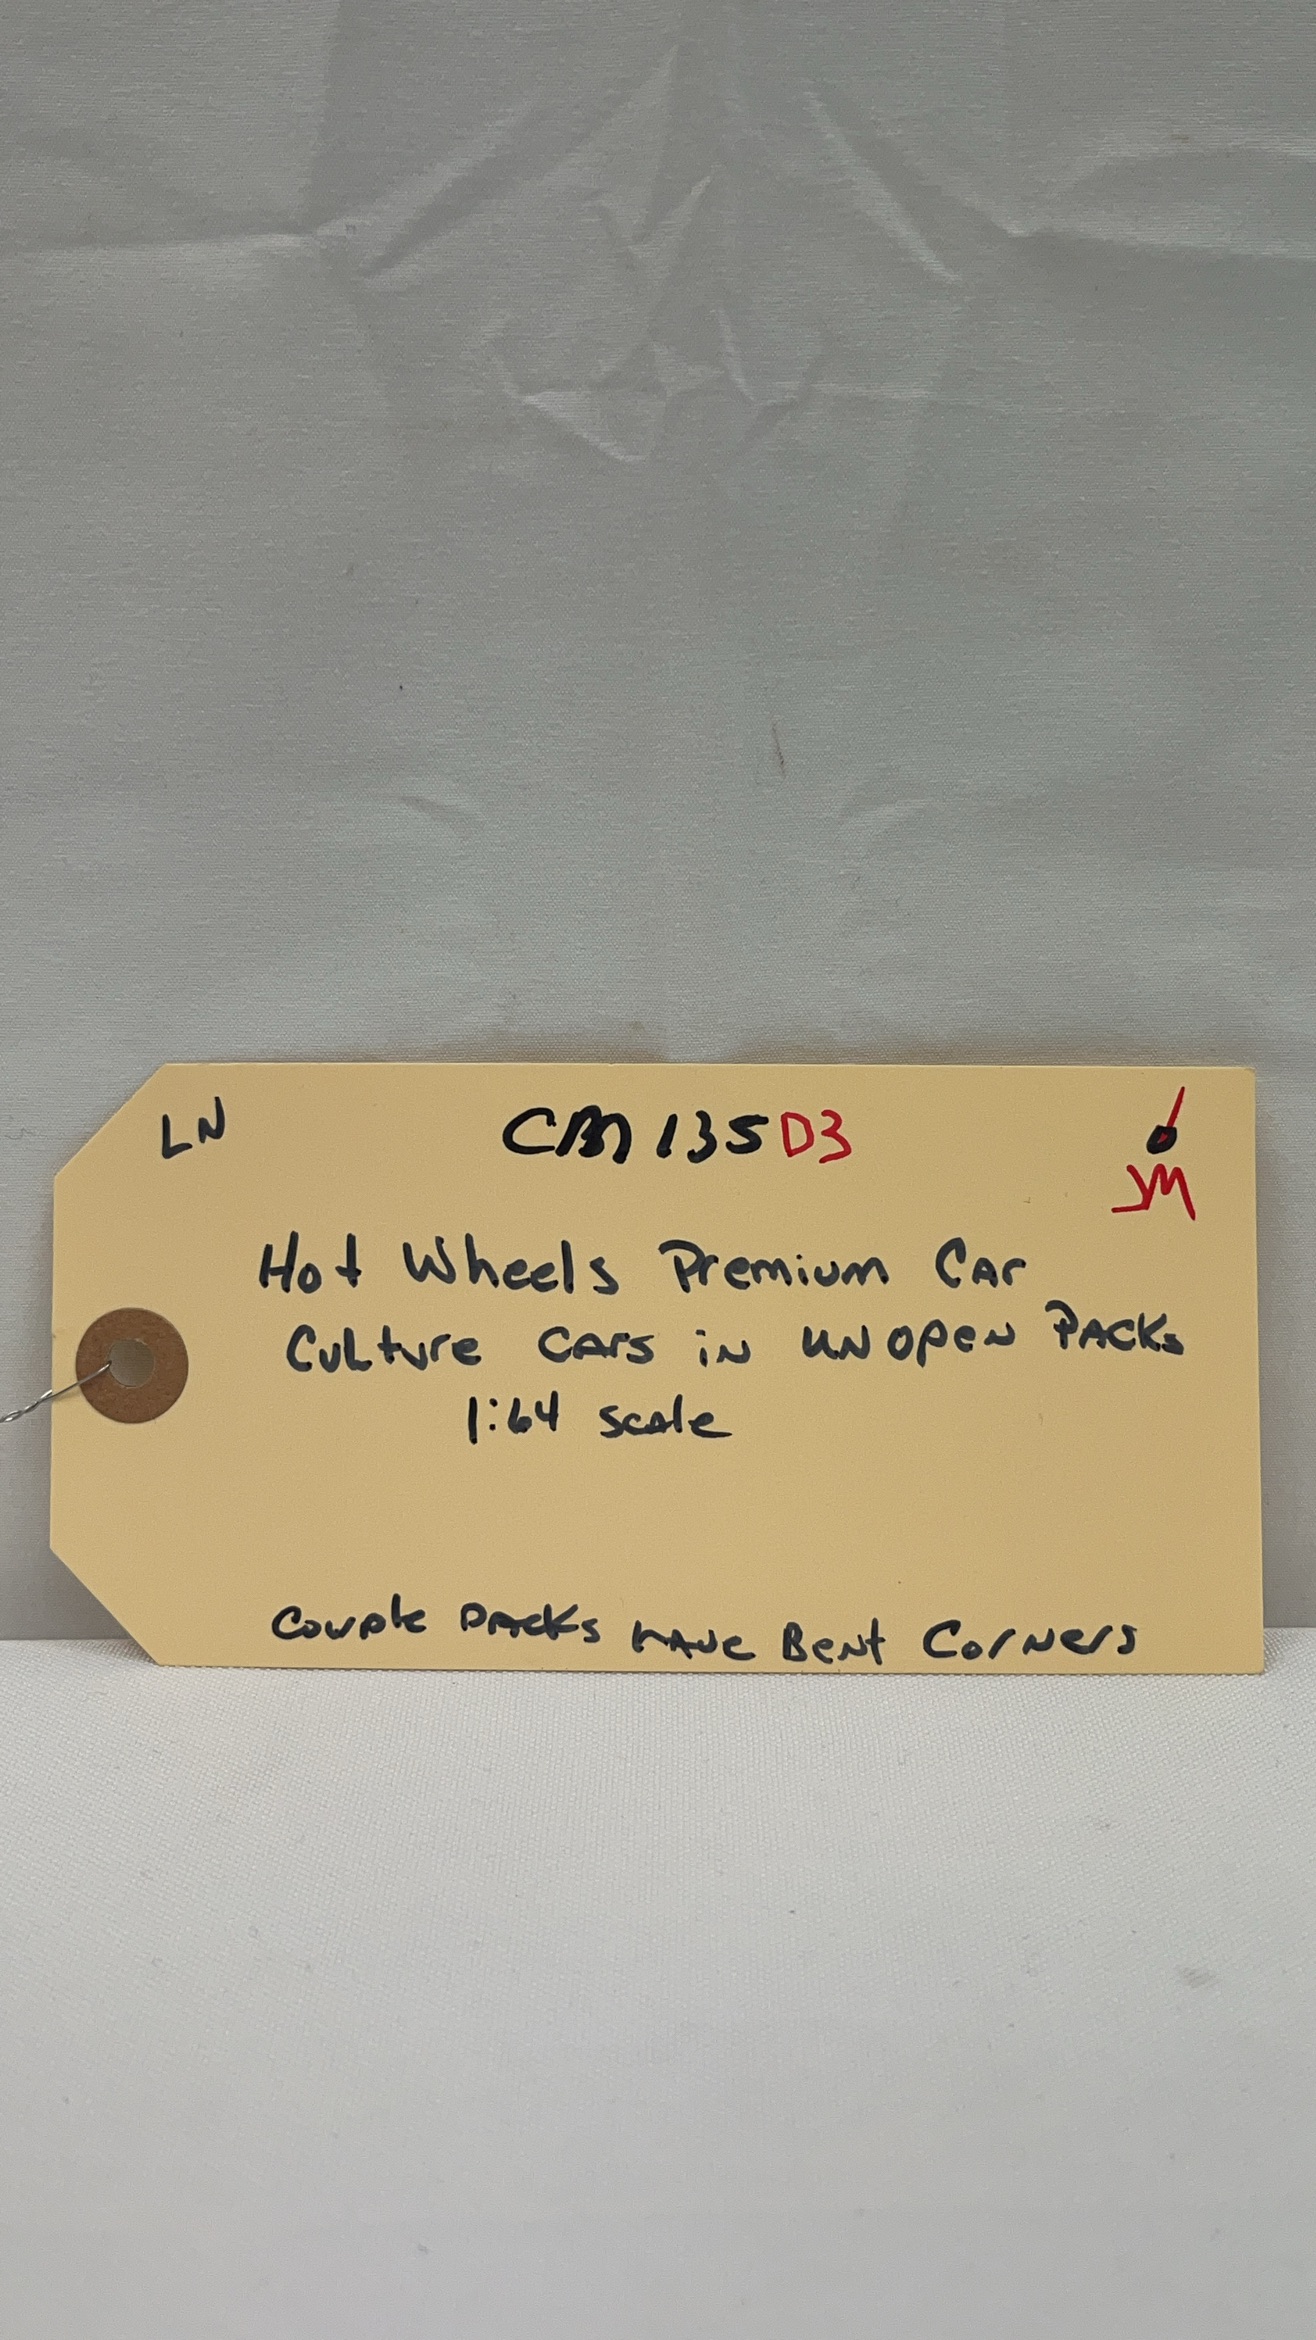 LN
CM135D3
JM
Hot Wheels Premium Car
Culture Cars in unopen Packs
1:64 scale
Couple Packs have Bent Corners